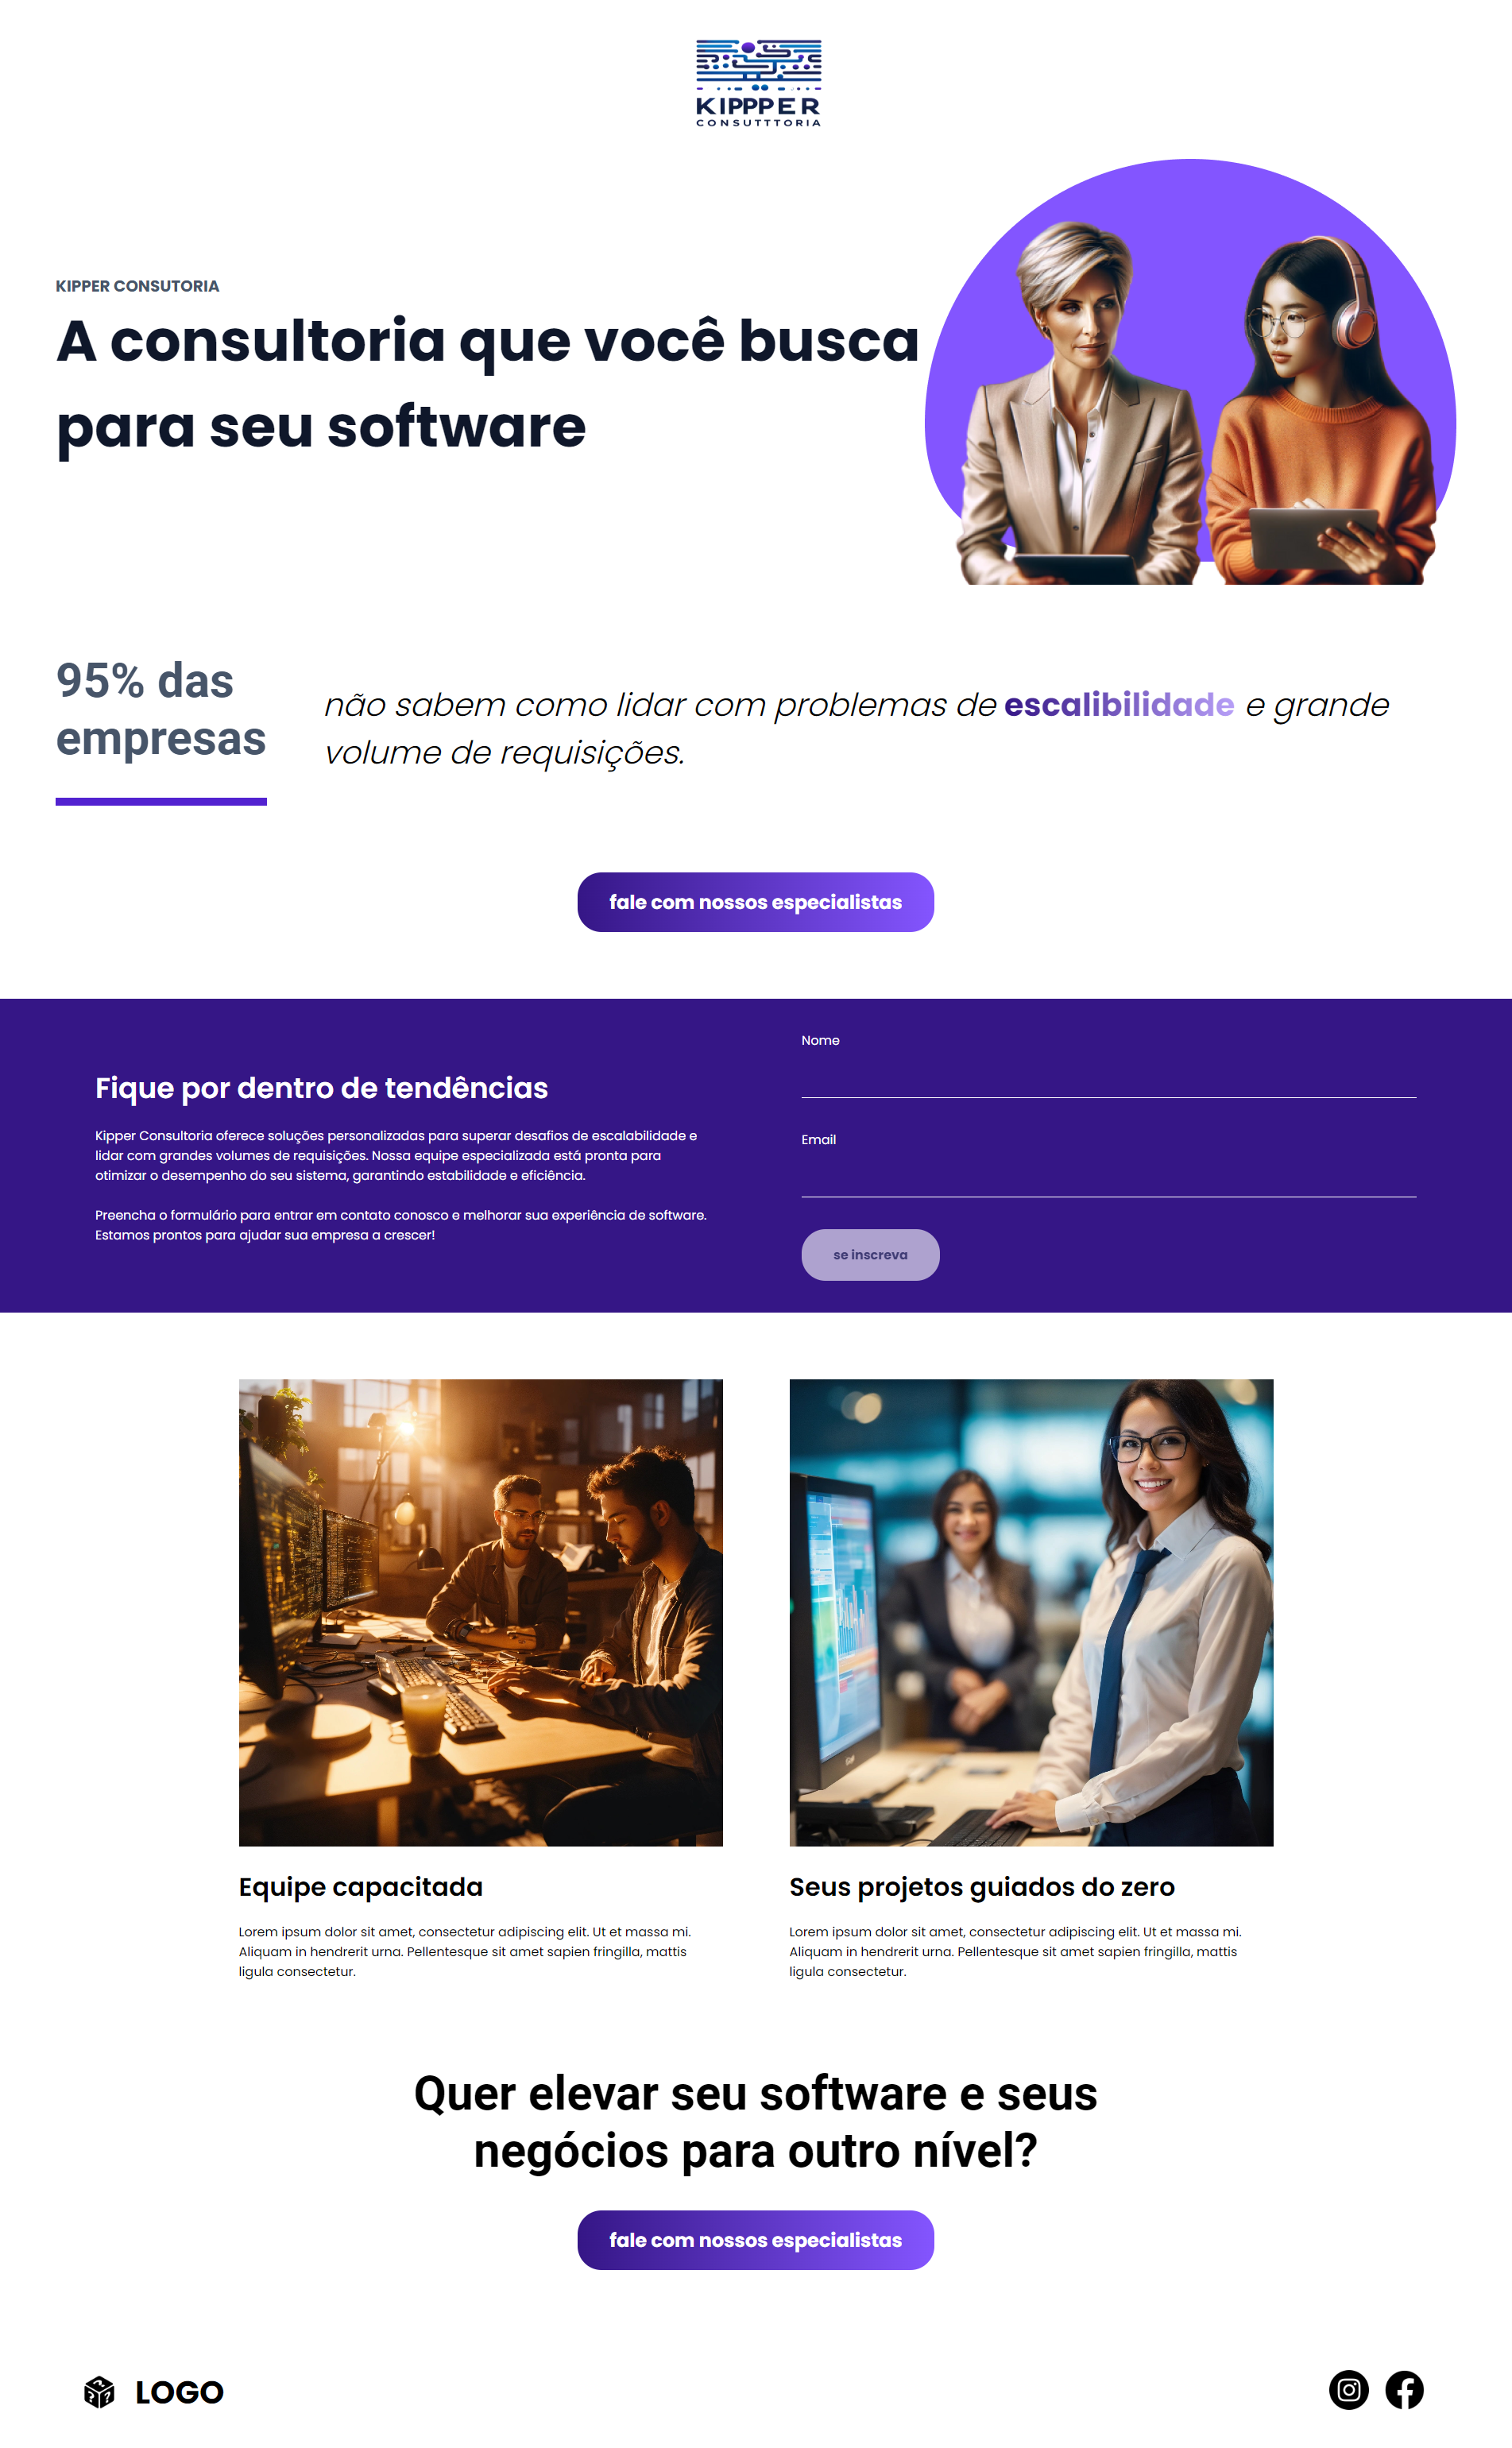 KIPPPER
CONSUTTTORIA
KIPPER CONSUTORIA
A consultoria que você busca
para seu software
95% das
empresas
não sabem como lidar com problemas de escalibilidade e grande
volume de requisições.
fale com nossos especialistas
Fique por dentro de tendências
Kipper Consultoria oferece soluções personalizadas para superar desafios de escalabilidade e
lidar com grandes volumes de requisições. Nossa equipe especializada está pronta para
otimizar o desempenho do seu sistema, garantindo estabilidade e eficiência.
Preencha o formulário para entrar em contato conosco e melhorar sua experiência de software.
Estamos prontos para ajudar sua empresa a crescer!
Nome
Email
se inscreva
Equipe capacitada
Lorem ipsum dolor sit amet, consectetur adipiscing elit. Ut et massa mi.
Aliquam in hendrerit urna. Pellentesque sit amet sapien fringilla, mattis
ligula consectetur.
Seus projetos guiados do zero
Lorem ipsum dolor sit amet, consectetur adipiscing elit. Ut et massa mi.
Aliquam in hendrerit urna. Pellentesque sit amet sapien fringilla, mattis
ligula consectetur.
Quer elevar seu software e seus
negócios para outro nível?
fale com nossos especialistas
LOGO